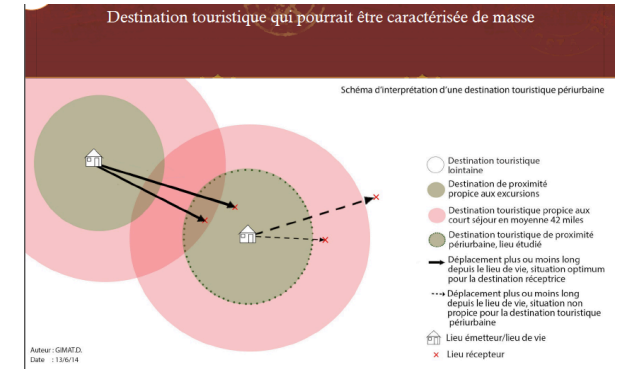 Destination touristique qui pourrait être caractérisée de masse
Schéma d'interprétation d'une destination touristique périurbaine
Destination touristique
lointaine
Destination de proximité
propice aux excursions
Destination touristique propice aux
court séjour en moyenne 42 miles
Destination touristique de proximité
périurbaine, lieu étudié
Déplacement plus ou moins long
depuis le lieu de vie, situation optimum
pour la destination réceptrice
Déplacement plus ou moins long
depuis le lieu de vie, situation non
propice pour la destination touristique
périurbaine
Lieu émetteur/lieu de vie
Lieu récepteur
Auteur : GIMAT.D.
Date : 13/6/14